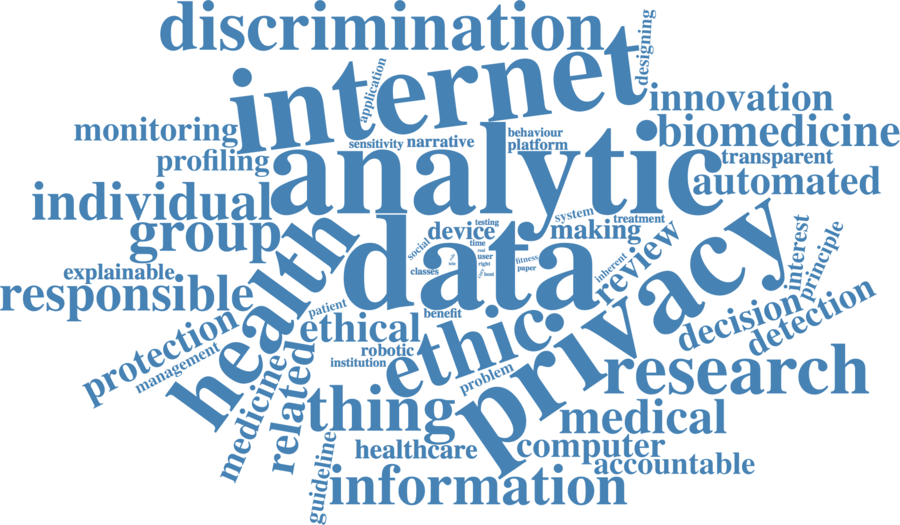 discrimination
designing
internet
application
innovation
monitoring
biomedicine
behaviour
sensitivity
narrative
platform
analytic
profiling
transparent
automated
individual
group
testing
system
treatment
device
making
time
social
real
user
right
fitness
paper
classes
data
health
explainable
responsible
inherent
review
privacy
interest
principle
patient
benefit
protection
management
ethical
robotic
institution
ethic
problem
decision
detection
research
medicine
related
thing
medical
healthcare
computer
accountable
guideline
information